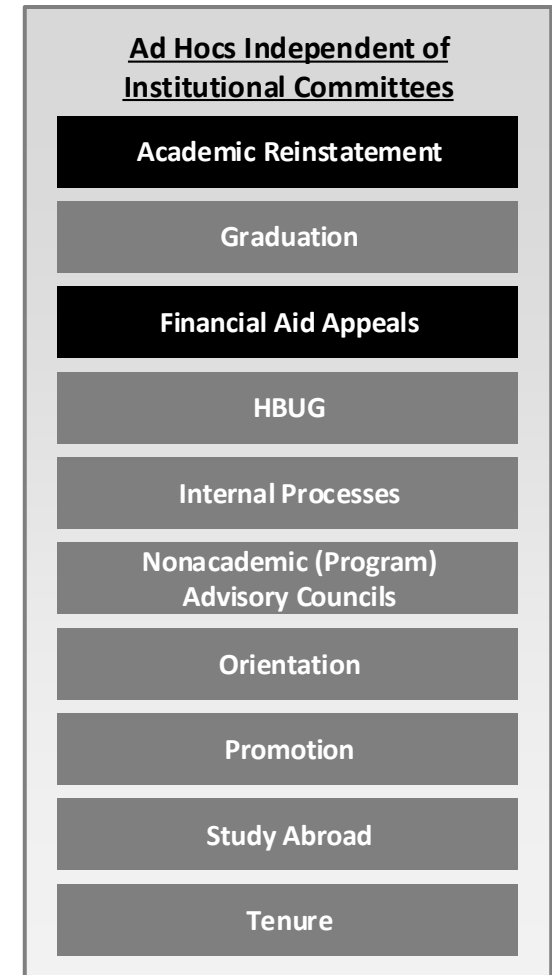 Ad Hocs Independent of
Institutional Committees
Academic Reinstatement
Graduation
Financial Aid Appeals
HBUG
Internal Processes
Nonacademic (Program)
Advisory Councils
Orientation
Promotion
Study Abroad
Tenure